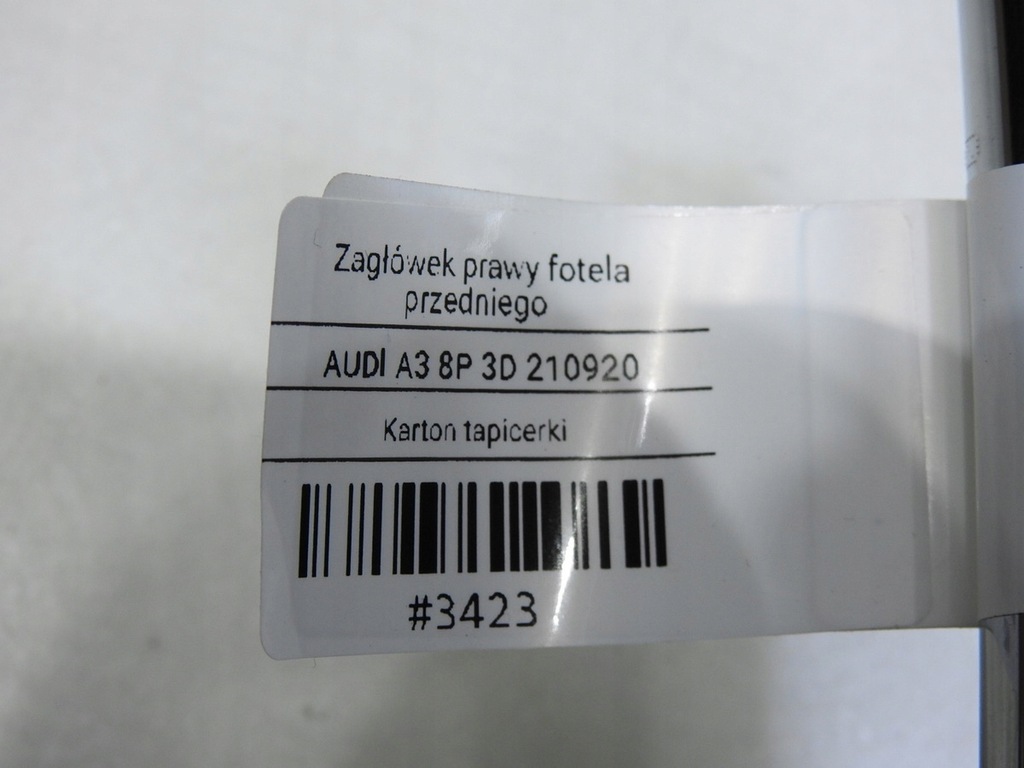 Zagłówek prawy fotela
przedniego
AUDI A3 8P 3D 210920
Karton tapicerki
#3423